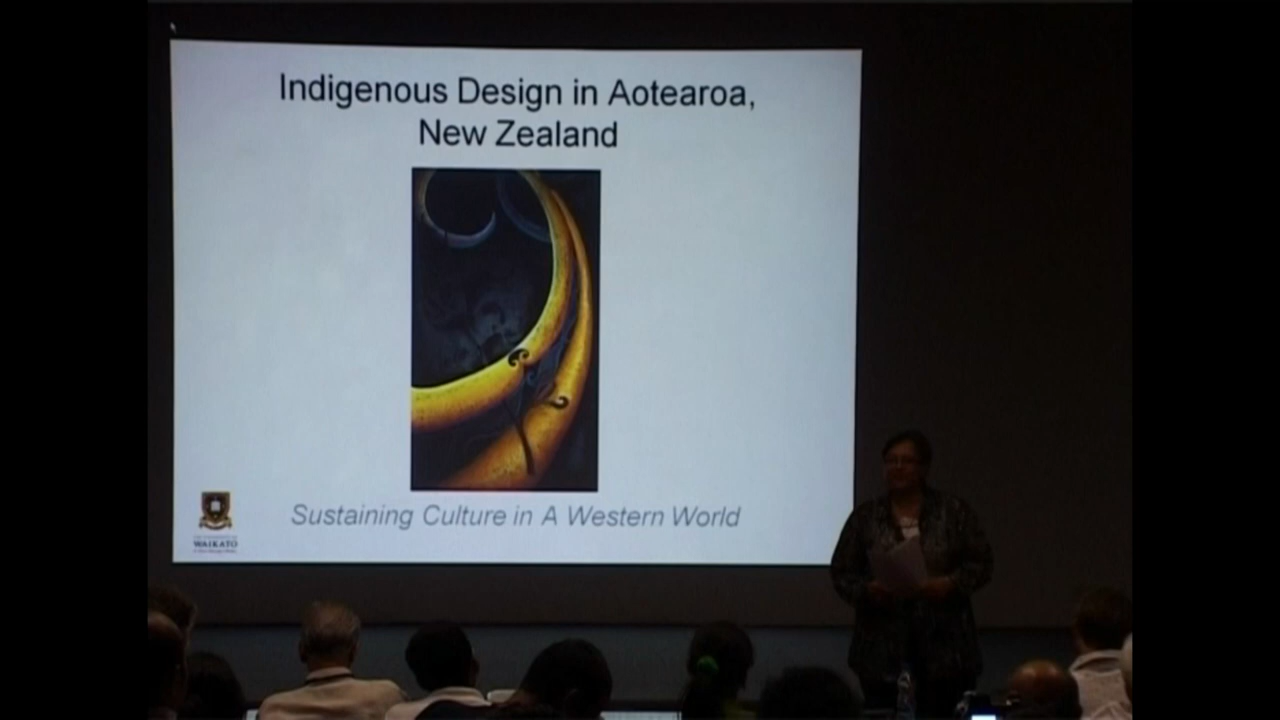 Indigenous Design in Aotearoa,
New Zealand
Sustaining Culture in A Western World
WAIKATO